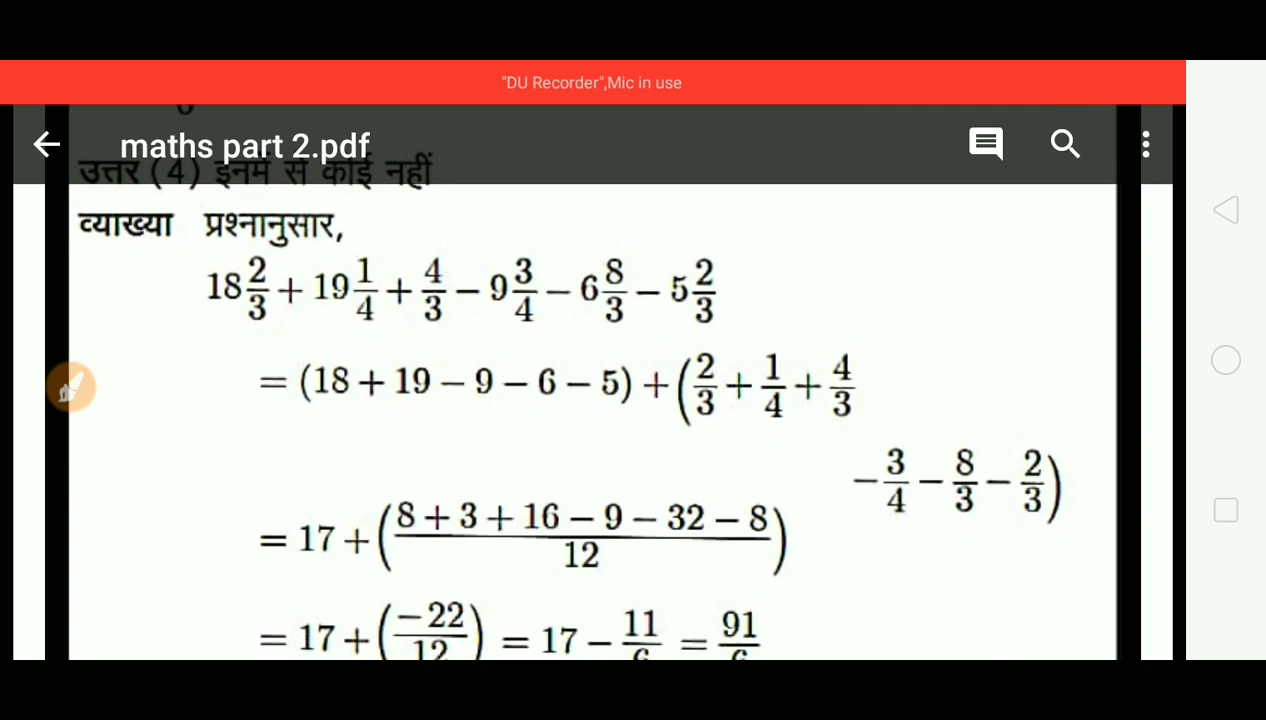 "DU Recorder",Mic in use
maths part 2.pdf
उत्तर (4) इनमें से कोई नहीं
व्याख्या प्रश्नानुसार,
18 2/3 + 19 1/4 + 4/3 − 9 3/4 − 6 8/3 − 5 2/3
= (18 + 19 − 9 − 6 − 5) + (2/3 + 1/4 + 4/3
− 3/4 − 8/3 − 2/3)
= 17 + ((8 + 3 + 16 − 9 − 32 − 8)/12)
= 17 + (−22/12) = 17 − 11/6 = 91/6